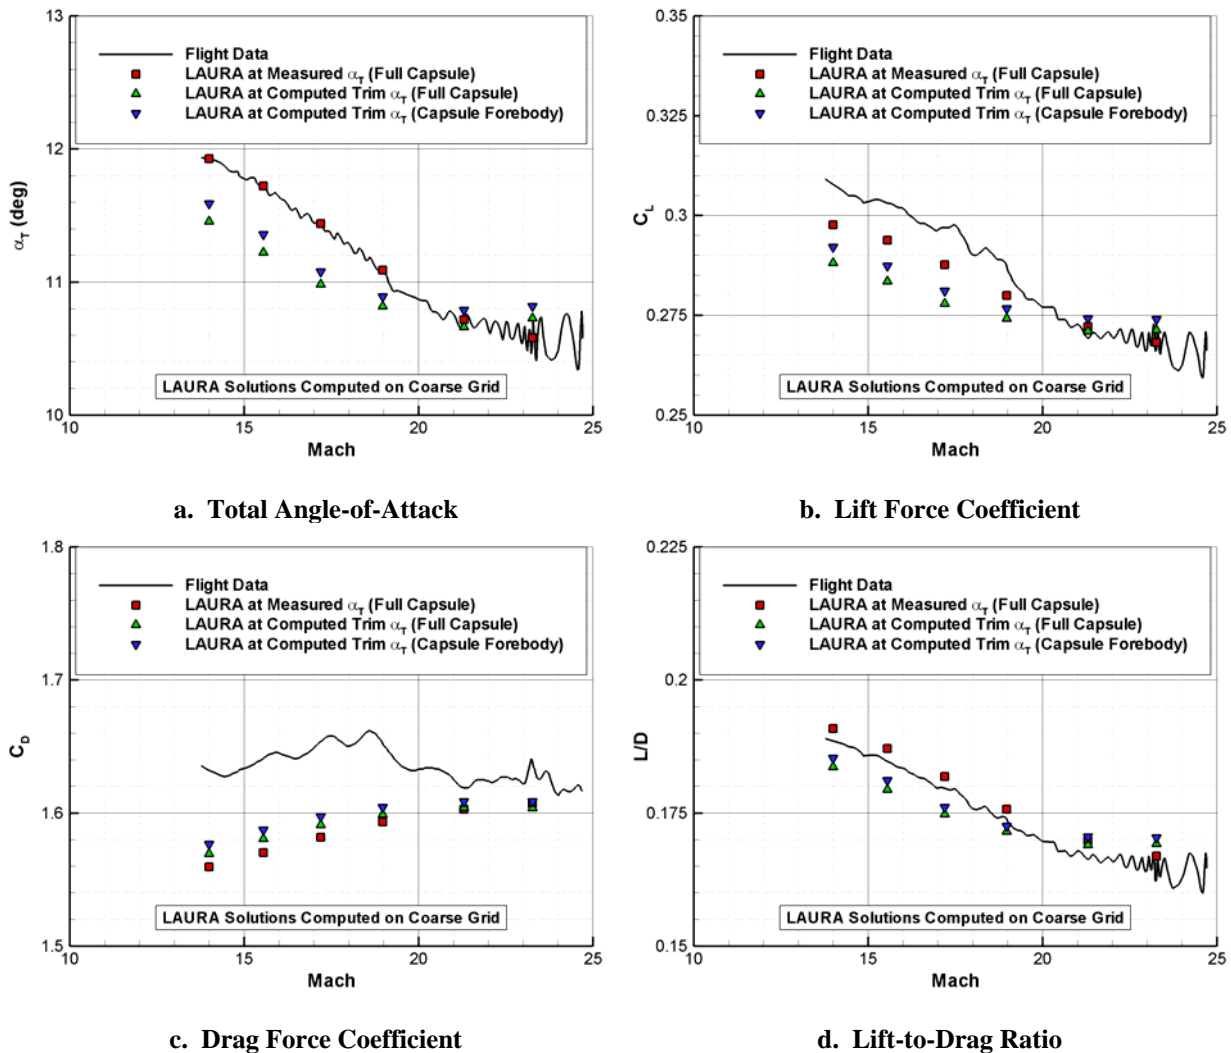 13
12
11
10
α_T (deg)
Flight Data
LAURA at Measured α_T (Full Capsule)
LAURA at Computed Trim α_T (Full Capsule)
LAURA at Computed Trim α_T (Capsule Forebody)
LAURA Solutions Computed on Coarse Grid
10 15 20 25
Mach
a. Total Angle-of-Attack
0.35
0.325
0.3
0.275
0.25
C_L
Flight Data
LAURA at Measured α_T (Full Capsule)
LAURA at Computed Trim α_T (Full Capsule)
LAURA at Computed Trim α_T (Capsule Forebody)
LAURA Solutions Computed on Coarse Grid
10 15 20 25
Mach
b. Lift Force Coefficient
1.8
1.7
1.6
1.5
C_D
Flight Data
LAURA at Measured α_T (Full Capsule)
LAURA at Computed Trim α_T (Full Capsule)
LAURA at Computed Trim α_T (Capsule Forebody)
LAURA Solutions Computed on Coarse Grid
10 15 20 25
Mach
c. Drag Force Coefficient
0.225
0.2
0.175
0.15
L/D
Flight Data
LAURA at Measured α_T (Full Capsule)
LAURA at Computed Trim α_T (Full Capsule)
LAURA at Computed Trim α_T (Capsule Forebody)
LAURA Solutions Computed on Coarse Grid
10 15 20 25
Mach
d. Lift-to-Drag Ratio